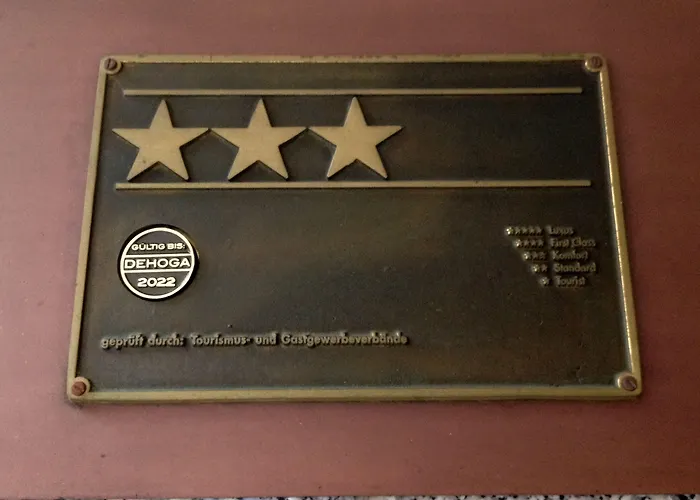 GÜLTIG BIS:
DEHOGA
2022
★★★★★ Luxus
★★★★ First Class
★★★ Komfort
★★ Standard
★ Tourist
geprüft durch: Tourismus- und Gastgewerbeverbände